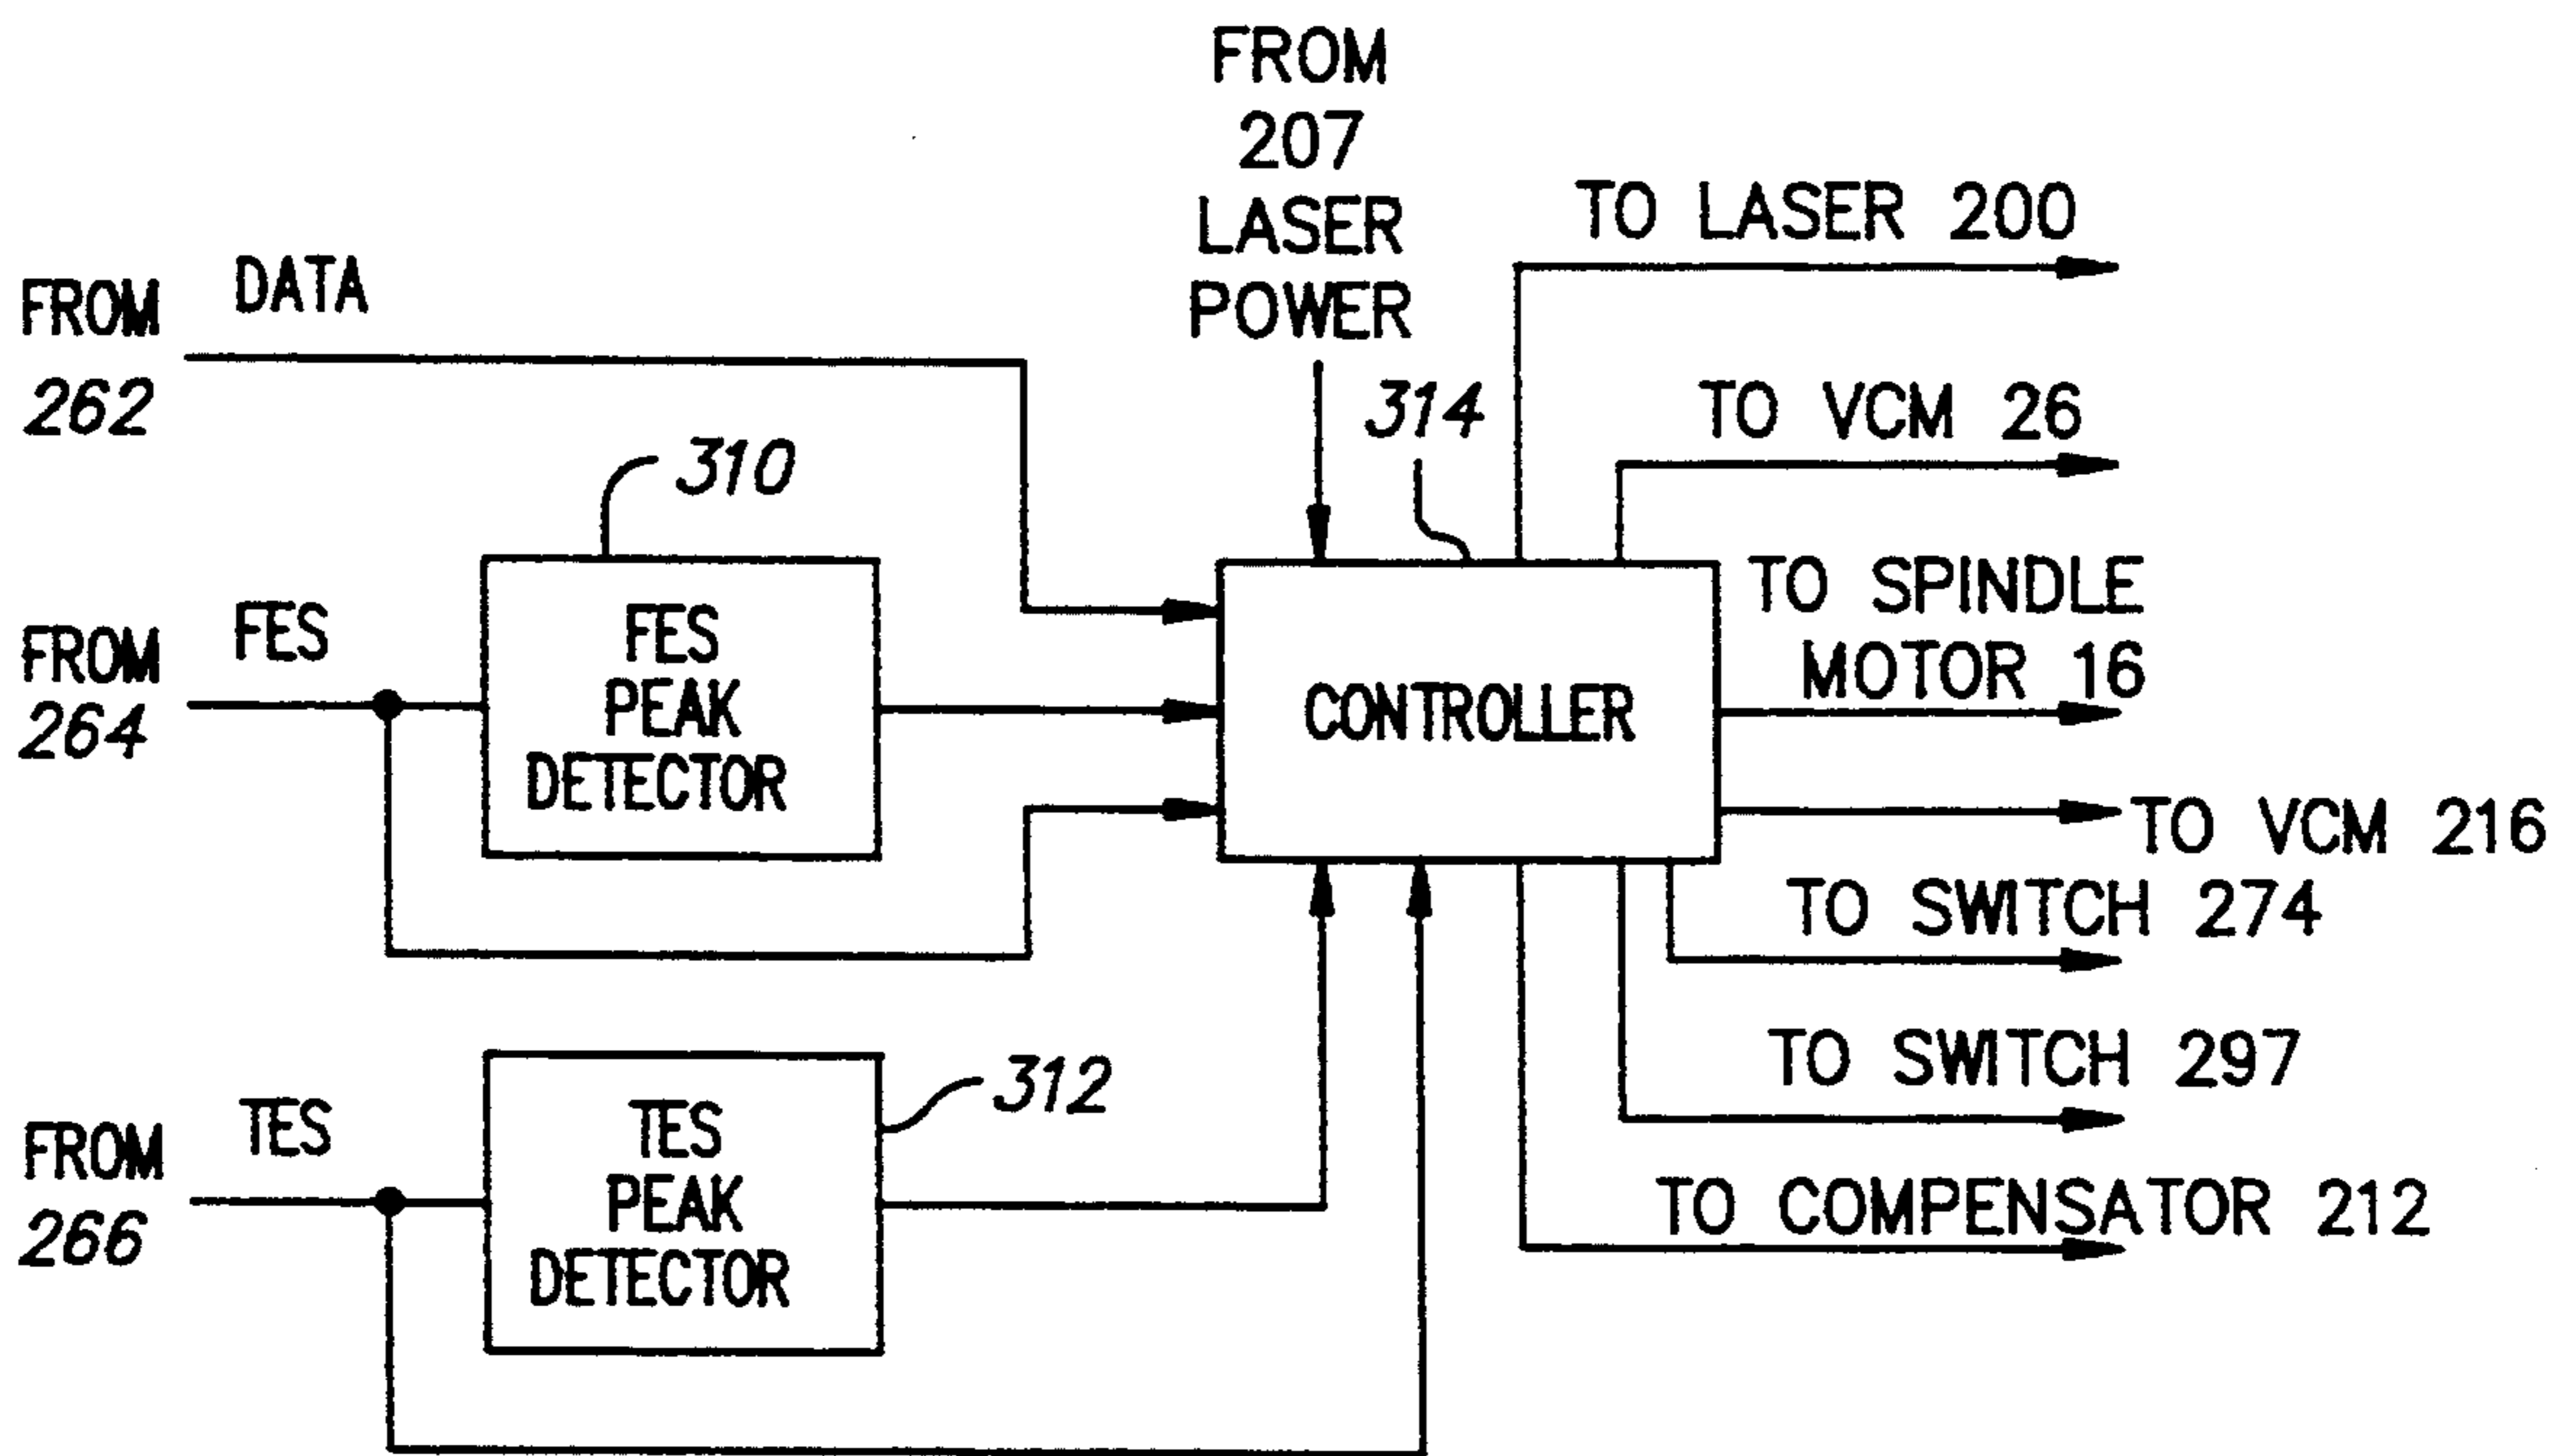 FROM
207
LASER
POWER
TO LASER 200
DATA
FROM
262
314
TO VCM 26
310
FES
FROM
264
FES
PEAK
DETECTOR
CONTROLLER
TO SPINDLE
MOTOR 16
TO VCM 216
TO SWITCH 274
TO SWITCH 297
TO COMPENSATOR 212
312
TES
FROM
266
TES
PEAK
DETECTOR